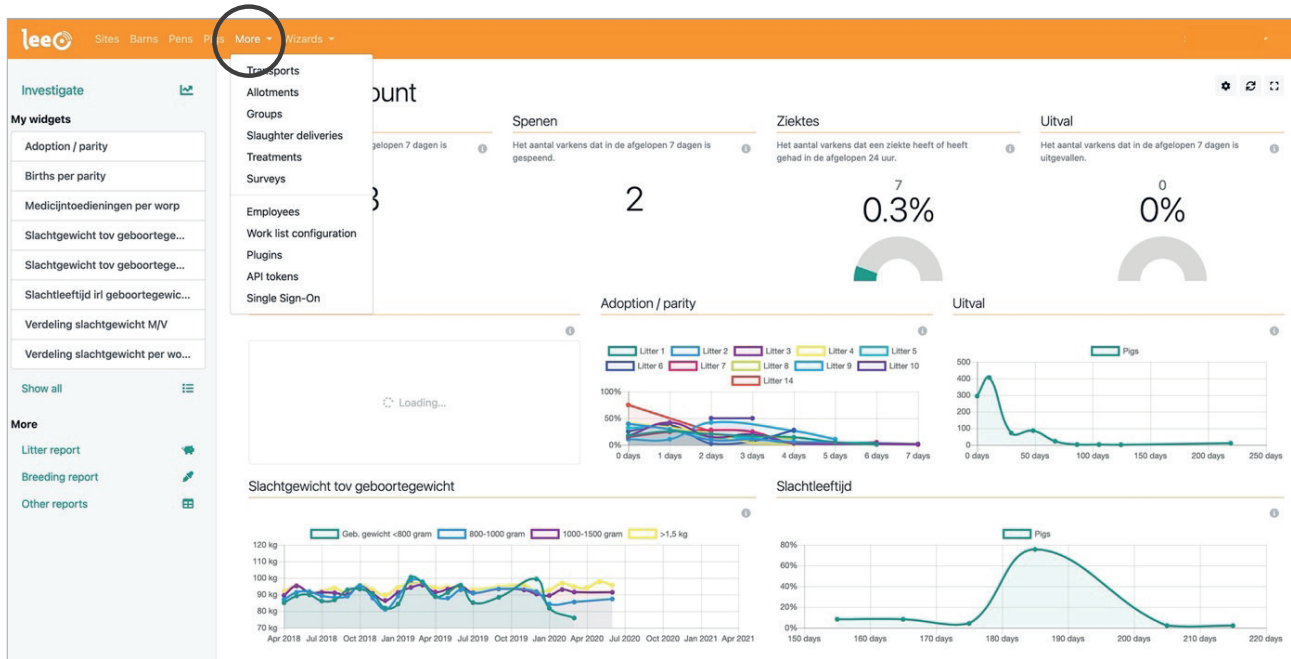 leeo
Sites Barns Pens Pigs More Wizards
Investigate
My widgets
Adoption / parity
Births per parity
Medicijntoedieningen per worp
Slachtgewicht tov geboortege...
Slachtgewicht tov geboortege...
Slachtleeftijd irl geboortegewic...
Verdeling slachtgewicht M/V
Verdeling slachtgewicht per wo...
Show all
More
Litter report
Breeding report
Other reports
Transports
Allotments
Groups
Slaughter deliveries
Treatments
Surveys
Employees
Work list configuration
Plugins
API tokens
Single Sign-On
ount
gelopen 7 dagen is
Spenen
Het aantal varkens dat in de afgelopen 7 dagen is
gespeend.
2
Ziektes
Het aantal varkens dat een ziekte heeft of heeft
gehad in de afgelopen 24 uur.
7
0.3%
Uitval
Het aantal varkens dat in de afgelopen 7 dagen is
uitgevallen.
0
0%
Loading...
Adoption / parity
Litter 1 Litter 2 Litter 3 Litter 4 Litter 5
Litter 6 Litter 7 Litter 8 Litter 9 Litter 10
Litter 14
100%
50%
0%
0 days 1 days 2 days 3 days 4 days 5 days 6 days 7 days
Uitval
Pigs
500
400
300
200
100
0
0 days 50 days 100 days 150 days 200 days 250 days
Slachtgewicht tov geboortegewicht
Geb. gewicht <800 gram 800-1000 gram 1000-1500 gram >1,5 kg
120 kg
110 kg
100 kg
90 kg
80 kg
70 kg
Apr 2018 Jul 2018 Oct 2018 Jan 2019 Apr 2019 Jul 2019 Oct 2019 Jan 2020 Apr 2020 Jul 2020 Oct 2020 Jan 2021 Apr 2021
Slachtleeftijd
Pigs
80%
60%
40%
20%
0%
150 days 160 days 170 days 180 days 190 days 200 days 210 days 220 days